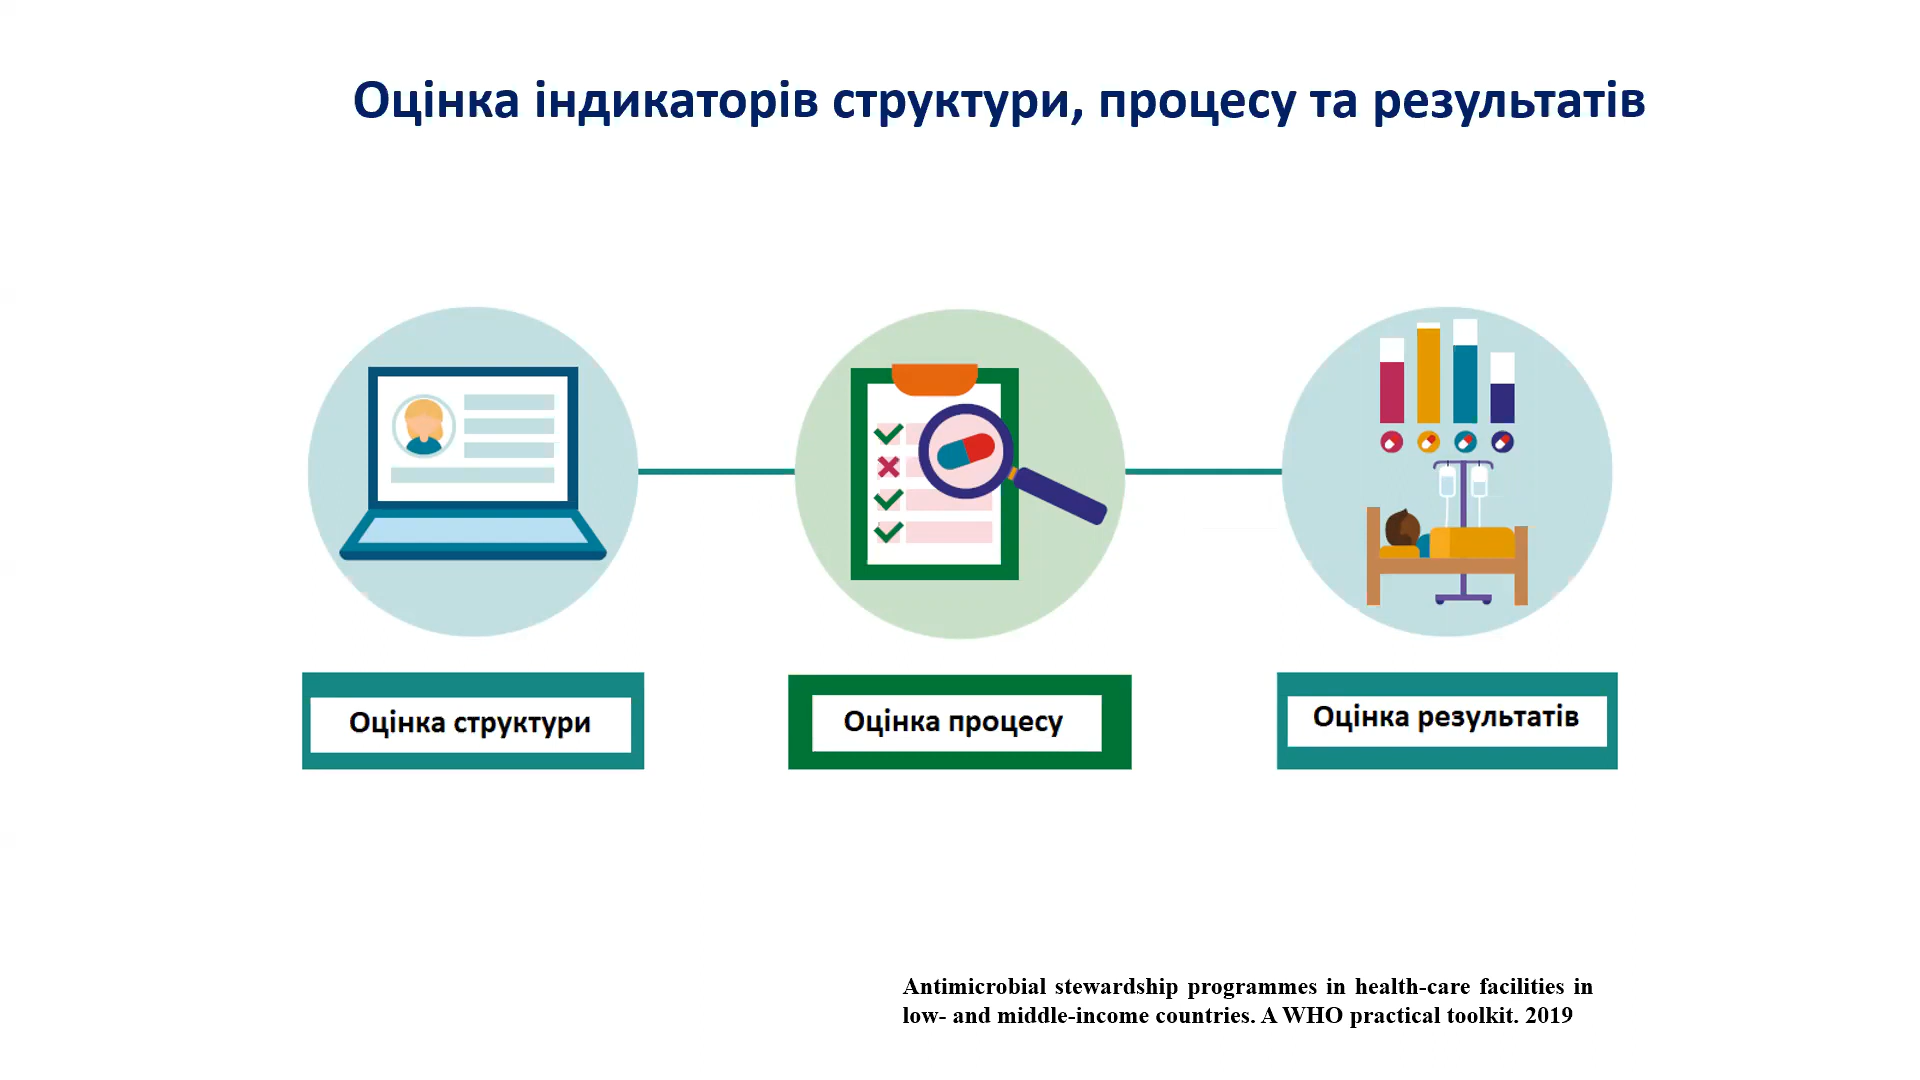 Оцінка індикаторів структури, процесу та результатів
Оцінка структури
Оцінка процесу
Оцінка результатів
Antimicrobial stewardship programmes in health-care facilities in
low- and middle-income countries. A WHO practical toolkit. 2019